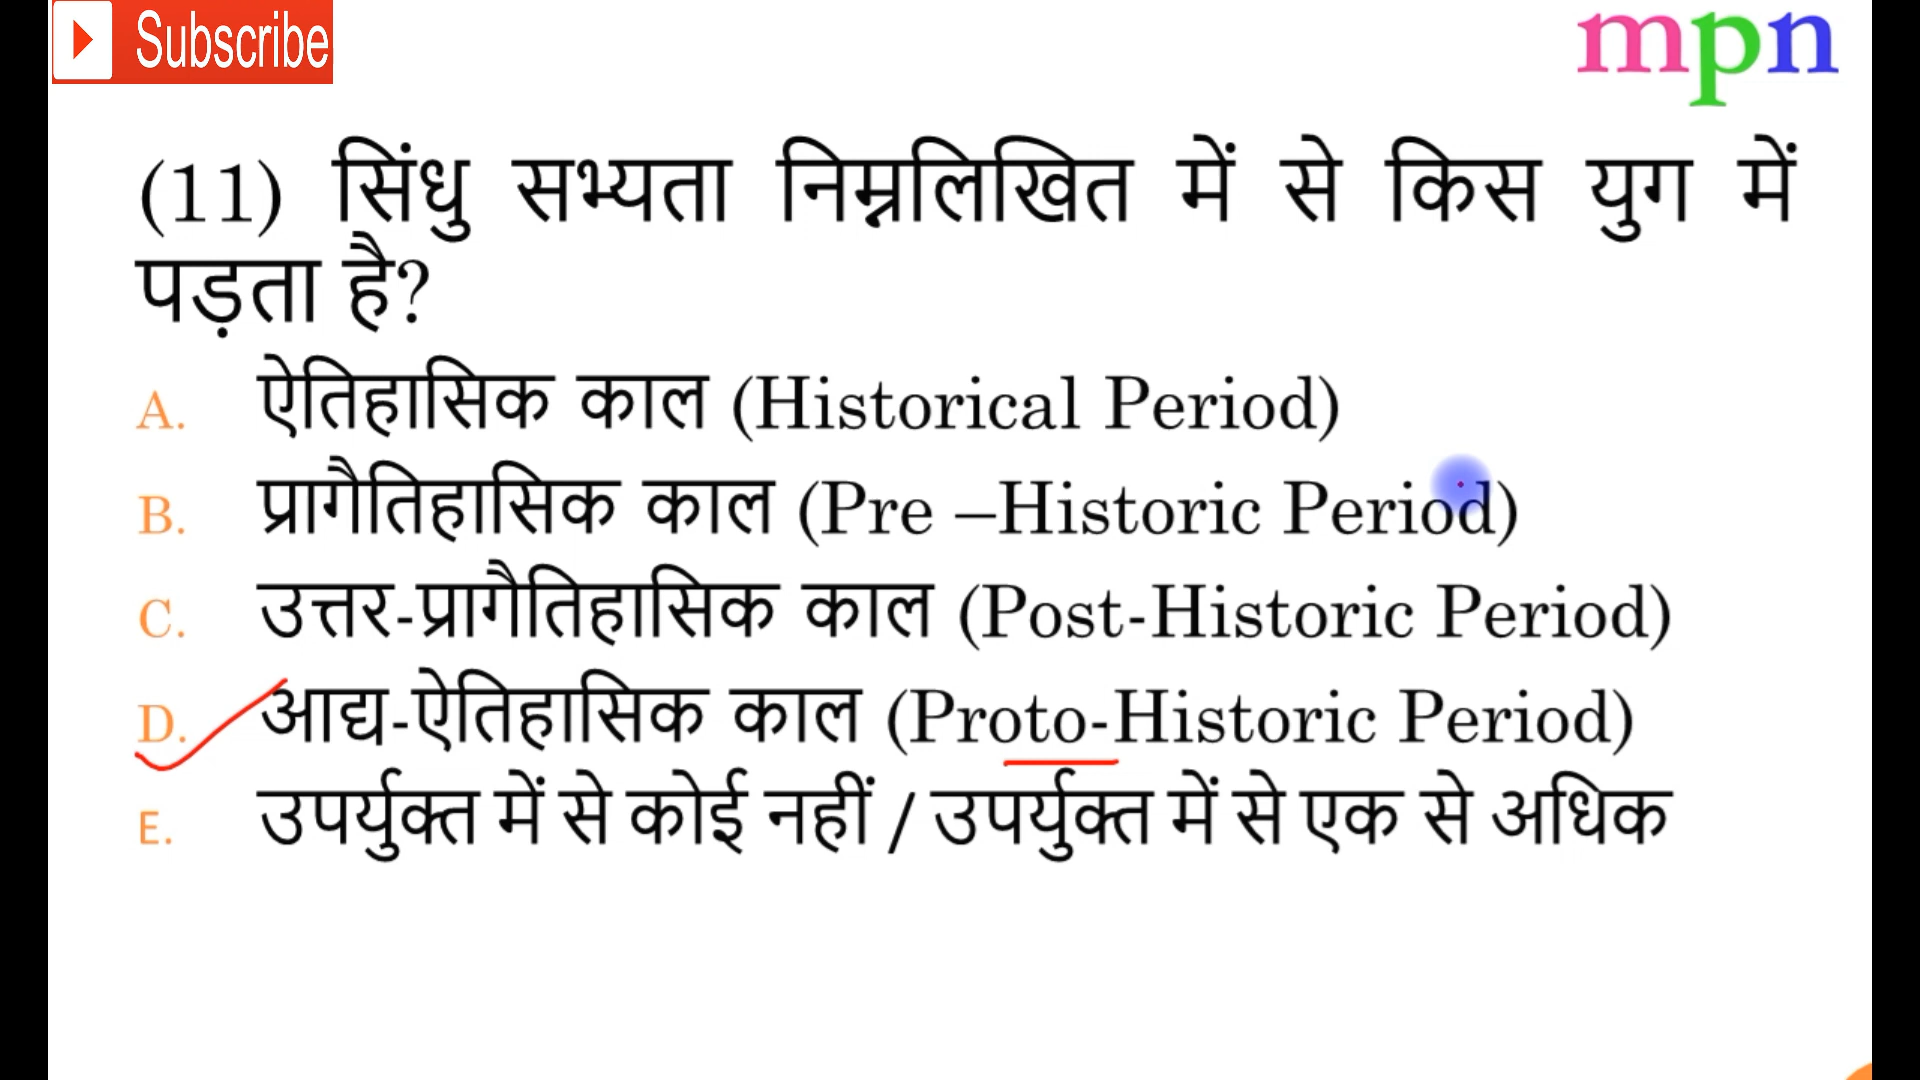 Subscribe
mpn
(11) सिंधु सभ्यता निम्नलिखित में से किस युग में
पड़ता है?
A. ऐतिहासिक काल (Historical Period)
B. प्रागैतिहासिक काल (Pre –Historic Period)
C. उत्तर-प्रागैतिहासिक काल (Post-Historic Period)
D. आद्य-ऐतिहासिक काल (Proto-Historic Period)
E. उपर्युक्त में से कोई नहीं / उपर्युक्त में से एक से अधिक